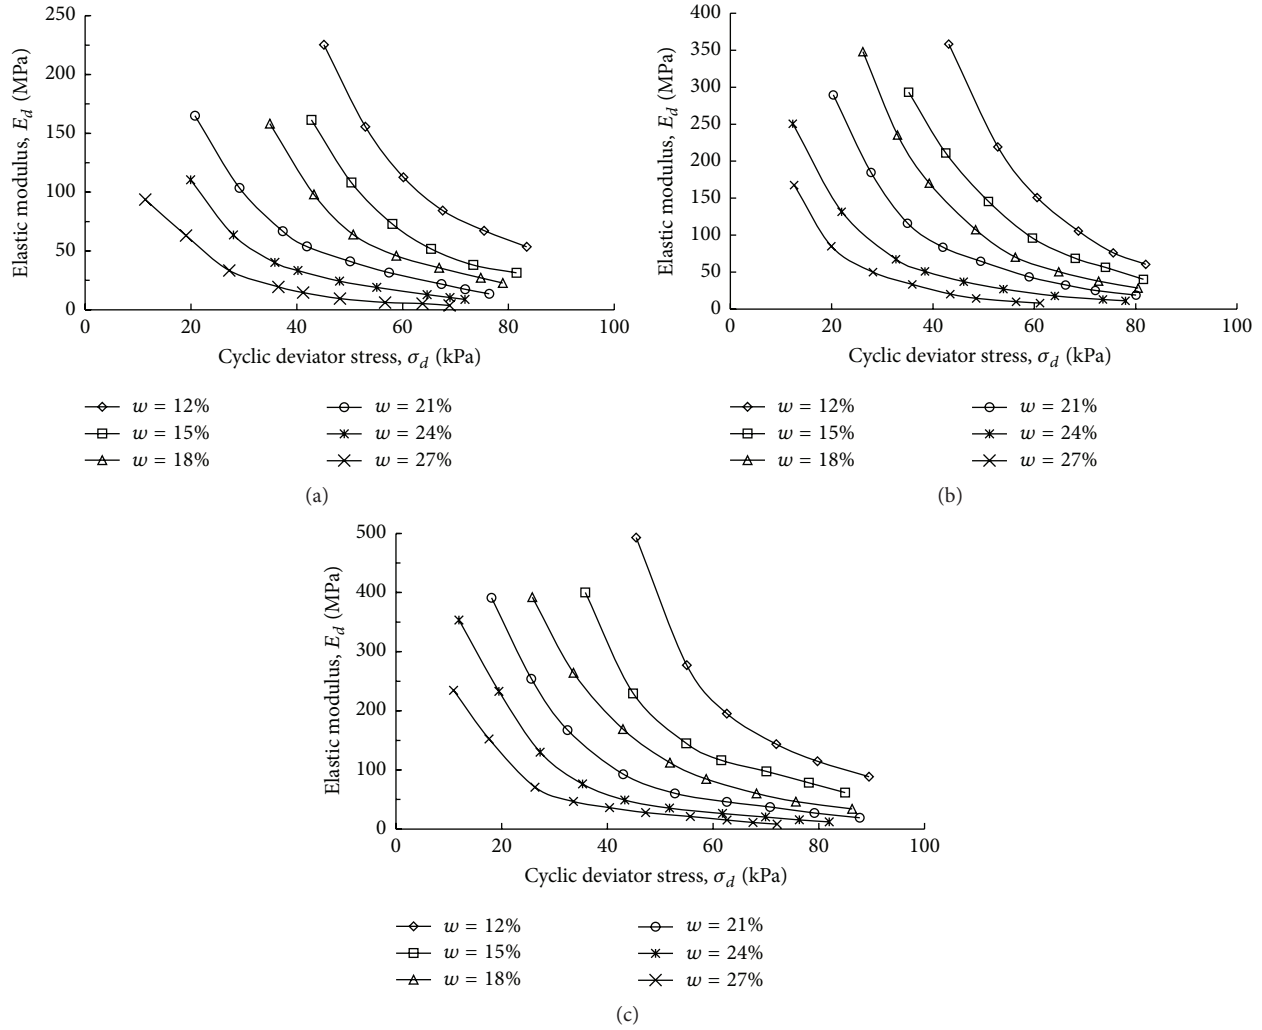 250
200
150
100
50
0
0 20 40 60 80 100
Elastic modulus, E_d (MPa)
Cyclic deviator stress, σ_d (kPa)
w = 12%
w = 15%
w = 18%
w = 21%
w = 24%
w = 27%
(a)
400
350
300
250
200
150
100
50
0
0 20 40 60 80 100
Elastic modulus, E_d (MPa)
Cyclic deviator stress, σ_d (kPa)
w = 12%
w = 15%
w = 18%
w = 21%
w = 24%
w = 27%
(b)
500
400
300
200
100
0
0 20 40 60 80 100
Elastic modulus, E_d (MPa)
Cyclic deviator stress, σ_d (kPa)
w = 12%
w = 15%
w = 18%
w = 21%
w = 24%
w = 27%
(c)